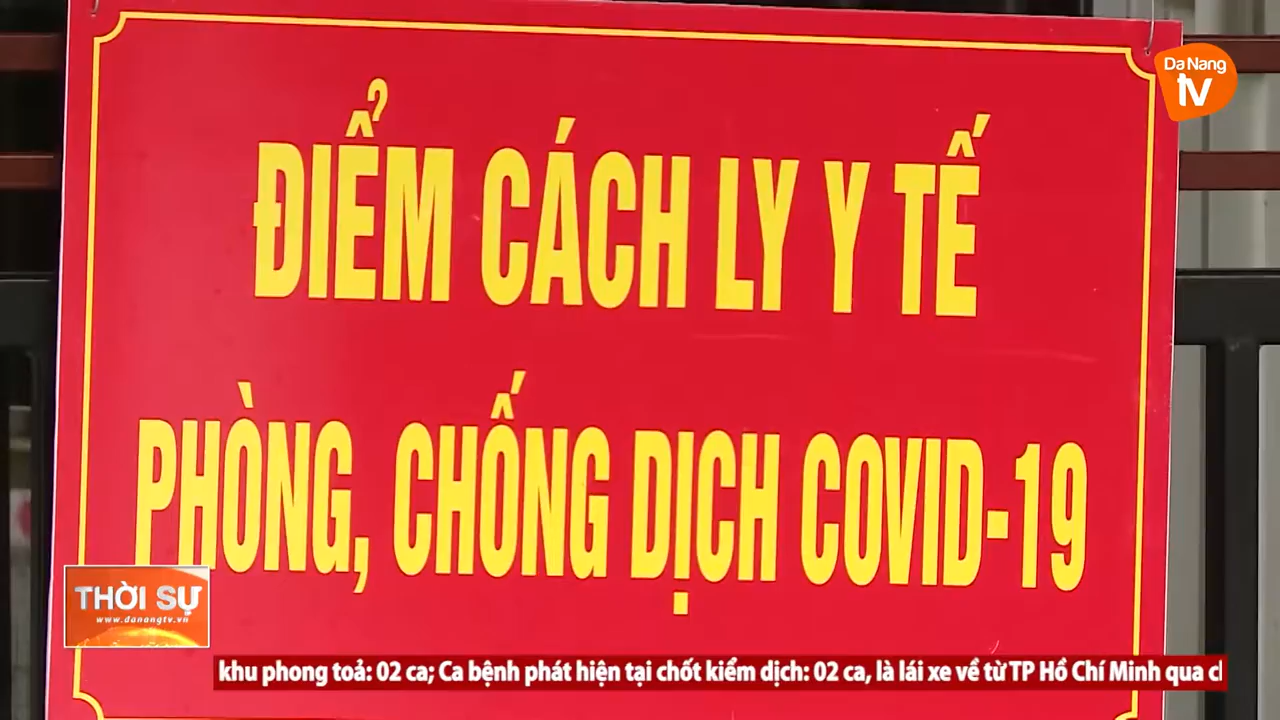 Da Nang
tv
ĐIỂM CÁCH LY Y TẾ
PHÒNG, CHỐNG DỊCH COVID-19
THỜI SỰ
www.danangtv.vn
khu phong toả: 02 ca; Ca bệnh phát hiện tại chốt kiểm dịch: 02 ca, là lái xe về từ TP Hồ Chí Minh qua